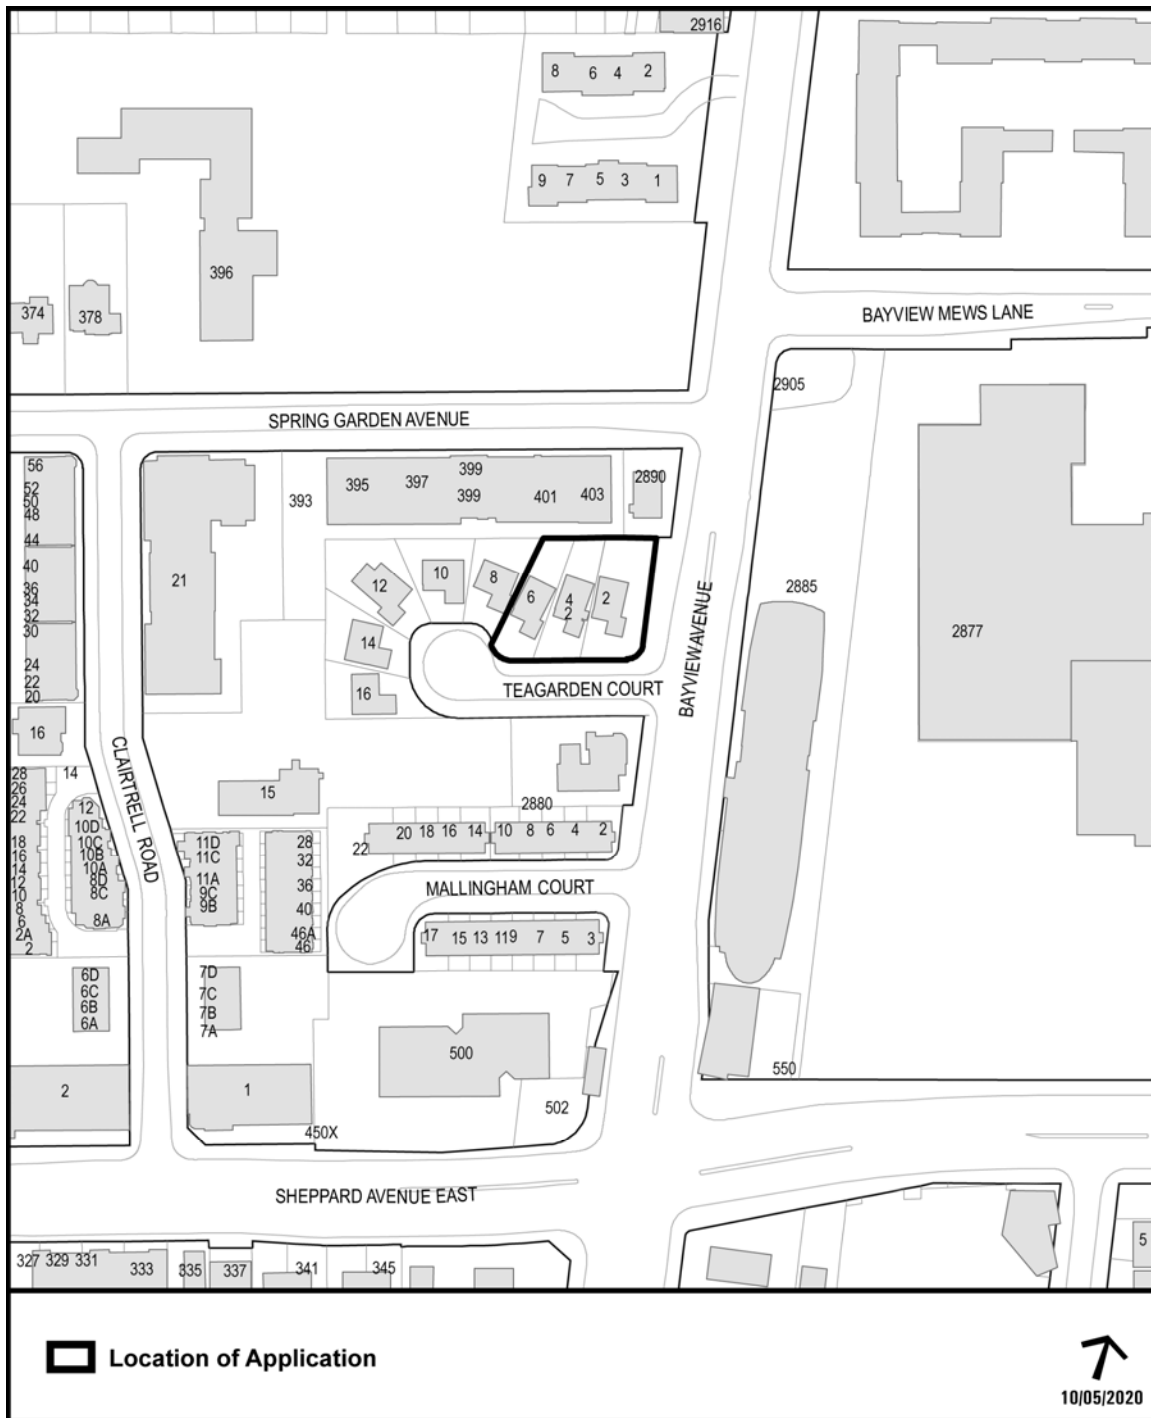 2916
8 6 4 2
9 7 5 3 1
396
374
378
BAYVIEW MEWS LANE
2905
SPRING GARDEN AVENUE
56
52
50
48
44
40
36
34
32
30
24
22
20
16
21
393
395
397
399
399
401
403
2890
12
10
8
6
4
2
2
14
16
TEAGARDEN COURT
BAYVIEW AVENUE
2885
2877
CLAIRTRELL ROAD
28
26
24
22
18
16
14
12
10
8
6
2A
2
14
12
10D
10C
10B
10A
8D
8C
8A
15
11D
11C
11A
9C
9B
28
32
36
40
46A
46
2880
22
20 18 16 14 10 8 6 4 2
MALLINGHAM COURT
17 15 13 119 7 5 3
6D
6C
6B
6A
7D
7C
7B
7A
500
502
550
2
1
450X
SHEPPARD AVENUE EAST
327 329 331 333 335 337 341 345
5
Location of Application
10/05/2020